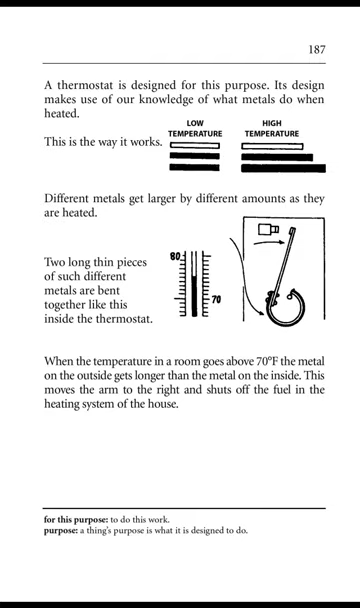 187
A thermostat is designed for this purpose. Its design
makes use of our knowledge of what metals do when
heated.
LOW
TEMPERATURE
HIGH
TEMPERATURE
This is the way it works.
Different metals get larger by different amounts as they
are heated.
80
70
Two long thin pieces
of such different
metals are bent
together like this
inside the thermostat.
When the temperature in a room goes above 70°F the metal
on the outside gets longer than the metal on the inside. This
moves the arm to the right and shuts off the fuel in the
heating system of the house.
for this purpose: to do this work.
purpose: a thing's purpose is what it is designed to do.